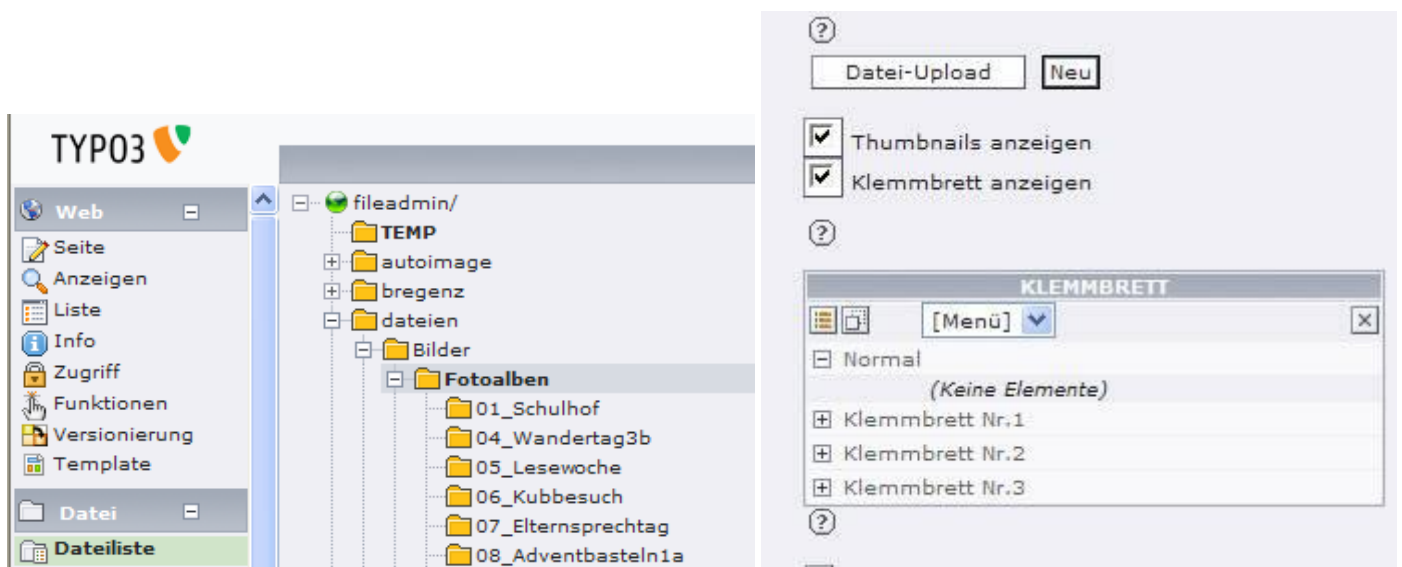 TYPO3
Web
Seite
Anzeigen
Liste
Info
Zugriff
Funktionen
Versionierung
Template
Datei
Dateiliste
fileadmin/
TEMP
autoimage
bregenz
dateien
Bilder
Fotoalben
01_Schulhof
04_Wandertag3b
05_Lesewoche
06_Kubbesuch
07_Elternsprechtag
08_Adventbasteln1a
?
Datei-Upload Neu
Thumbnails anzeigen
Klemmbrett anzeigen
?
KLEMMBRETT
[Menü]
Normal
(Keine Elemente)
Klemmbrett Nr.1
Klemmbrett Nr.2
Klemmbrett Nr.3
?